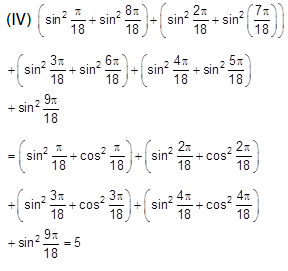 (IV) (sin² π/18 + sin² 8π/18) + (sin² 2π/18 + sin² (7π/18))
+ (sin² 3π/18 + sin² 6π/18) + (sin² 4π/18 + sin² 5π/18)
+ sin² 9π/18
= (sin² π/18 + cos² π/18) + (sin² 2π/18 + cos² 2π/18)
+ (sin² 3π/18 + cos² 3π/18) + (sin² 4π/18 + cos² 4π/18)
+ sin² 9π/18 = 5